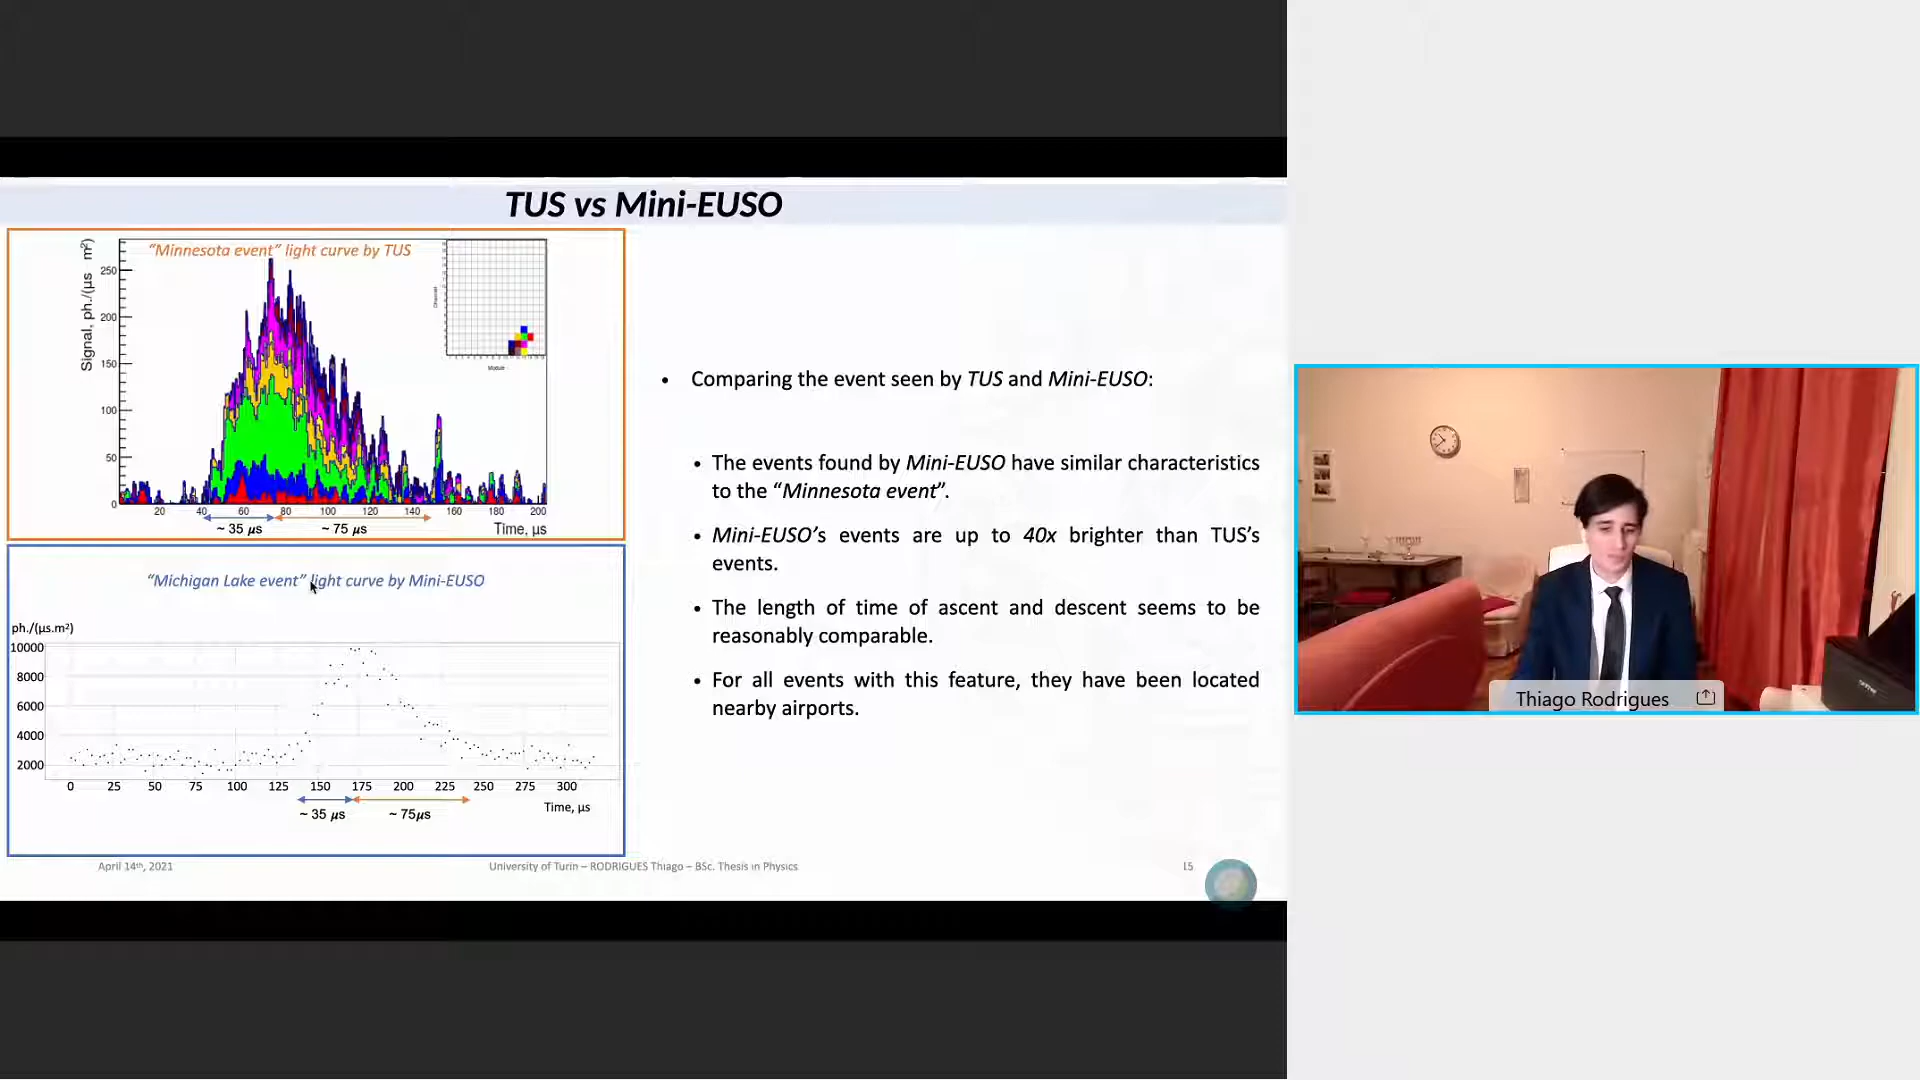 TUS vs Mini-EUSO
"Minnesota event" light curve by TUS
Signal, ph./(µs m²)
250
200
150
100
50
0
20 40 60 80 100 120 140 160 180 200
~ 35 µs ~ 75 µs Time, µs
Module
"Michigan Lake event" light curve by Mini-EUSO
ph./(µs.m²)
10000
8000
6000
4000
2000
0 25 50 75 100 125 150 175 200 225 250 275 300
Time, µs
~ 35 µs ~ 75µs
• Comparing the event seen by TUS and Mini-EUSO:
• The events found by Mini-EUSO have similar characteristics
to the "Minnesota event".
• Mini-EUSO's events are up to 40x brighter than TUS's
events.
• The length of time of ascent and descent seems to be
reasonably comparable.
• For all events with this feature, they have been located
nearby airports.
April 14th, 2021
University of Turin – RODRIGUES Thiago – BSc. Thesis in Physics
15
Thiago Rodrigues